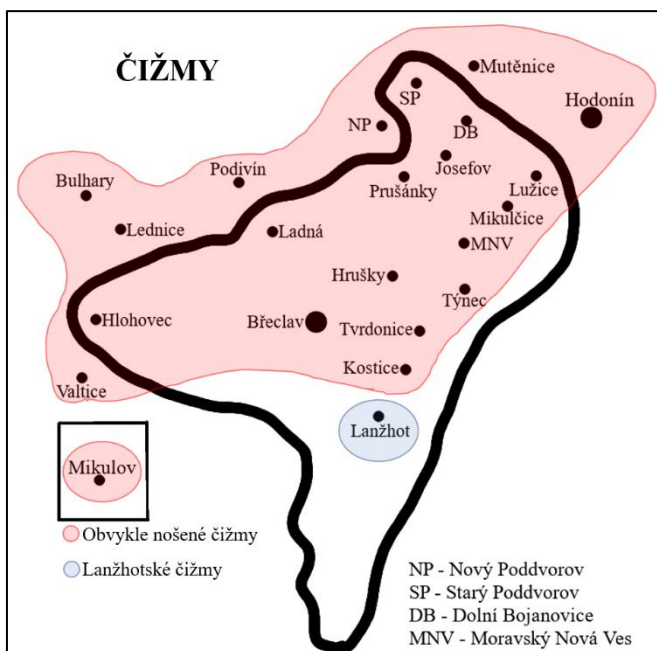 ČIŽMY
Mutěnice
SP
Hodonín
NP
DB
Podivín
Josefov
Bulhary
Prušánky
Lužice
Mikulčice
Lednice
Ladná
MNV
Hrušky
Týnec
Hlohovec
Břeclav
Tvrdonice
Kostice
Valtice
Lanžhot
Mikulov
Obvykle nošené čižmy
Lanžhotské čižmy
NP - Nový Poddvorov
SP - Starý Poddvorov
DB - Dolní Bojanovice
MNV - Moravský Nová Ves